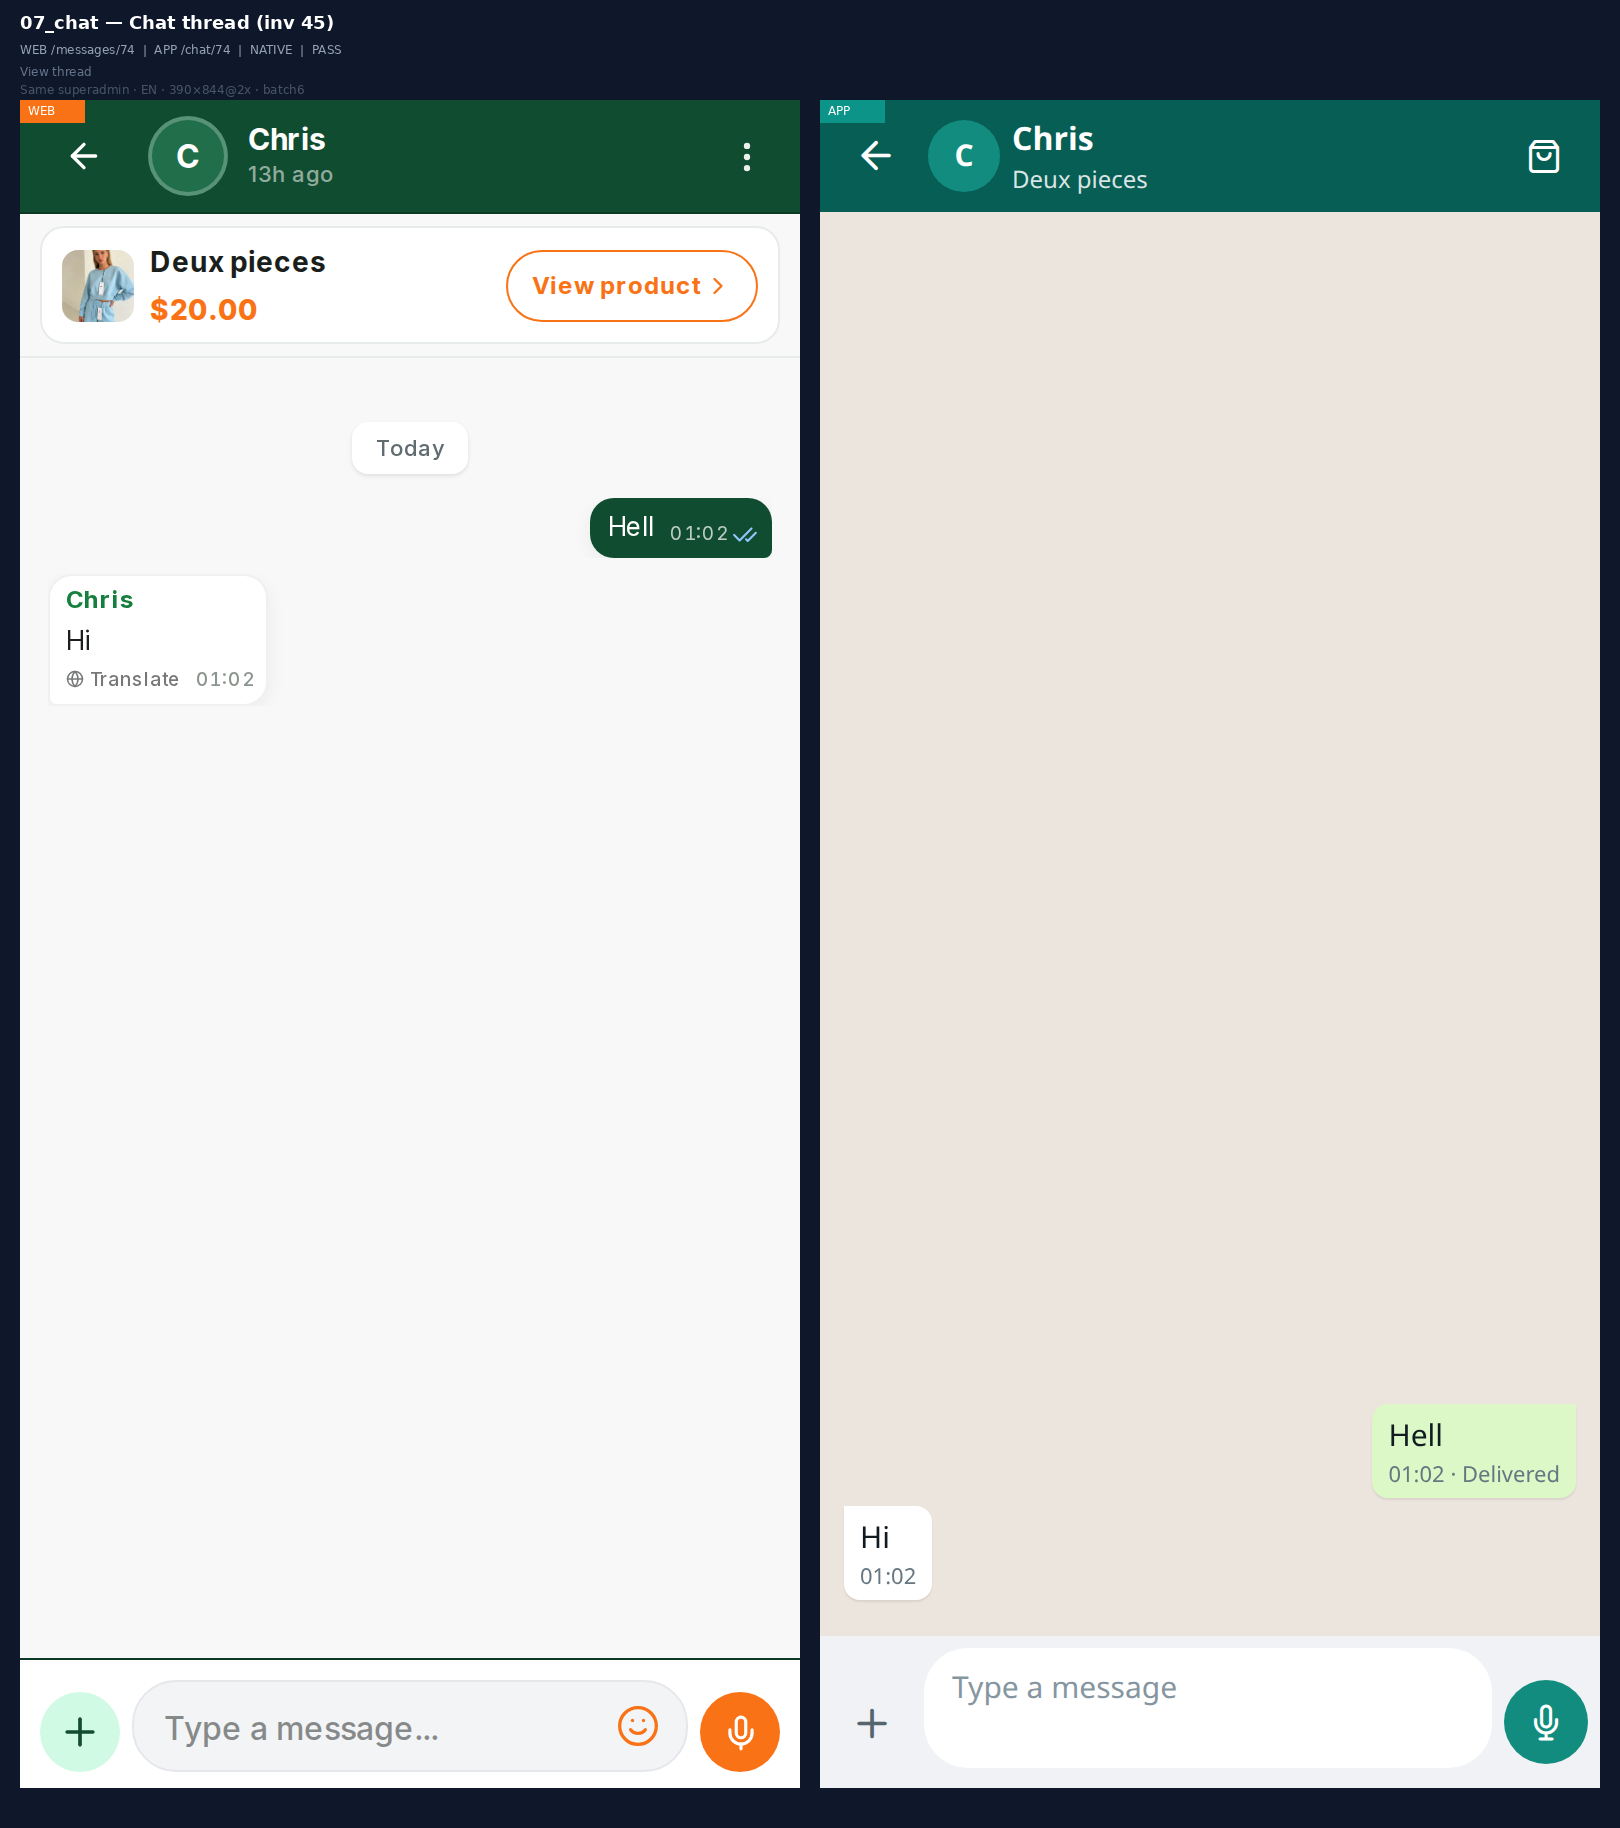 07_chat — Chat thread (inv 45)
WEB /messages/74 | APP /chat/74 | NATIVE | PASS
View thread
Same superadmin · EN · 390×844@2x · batch6
WEB
C
Chris
13h ago
Deux pieces
$20.00
View product
Today
Hell 01:02
Chris
Hi
Translate 01:02
Type a message...
APP
C
Chris
Deux pieces
Hell
01:02 · Delivered
Hi
01:02
Type a message